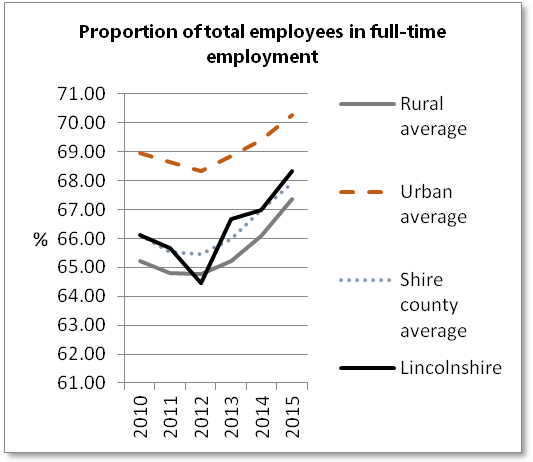 Proportion of total employees in full-time
employment
71.00
70.00
69.00
68.00
67.00
66.00
65.00
64.00
63.00
62.00
61.00
%
2010
2011
2012
2013
2014
2015
Rural
average
Urban
average
Shire
county
average
Lincolnshire